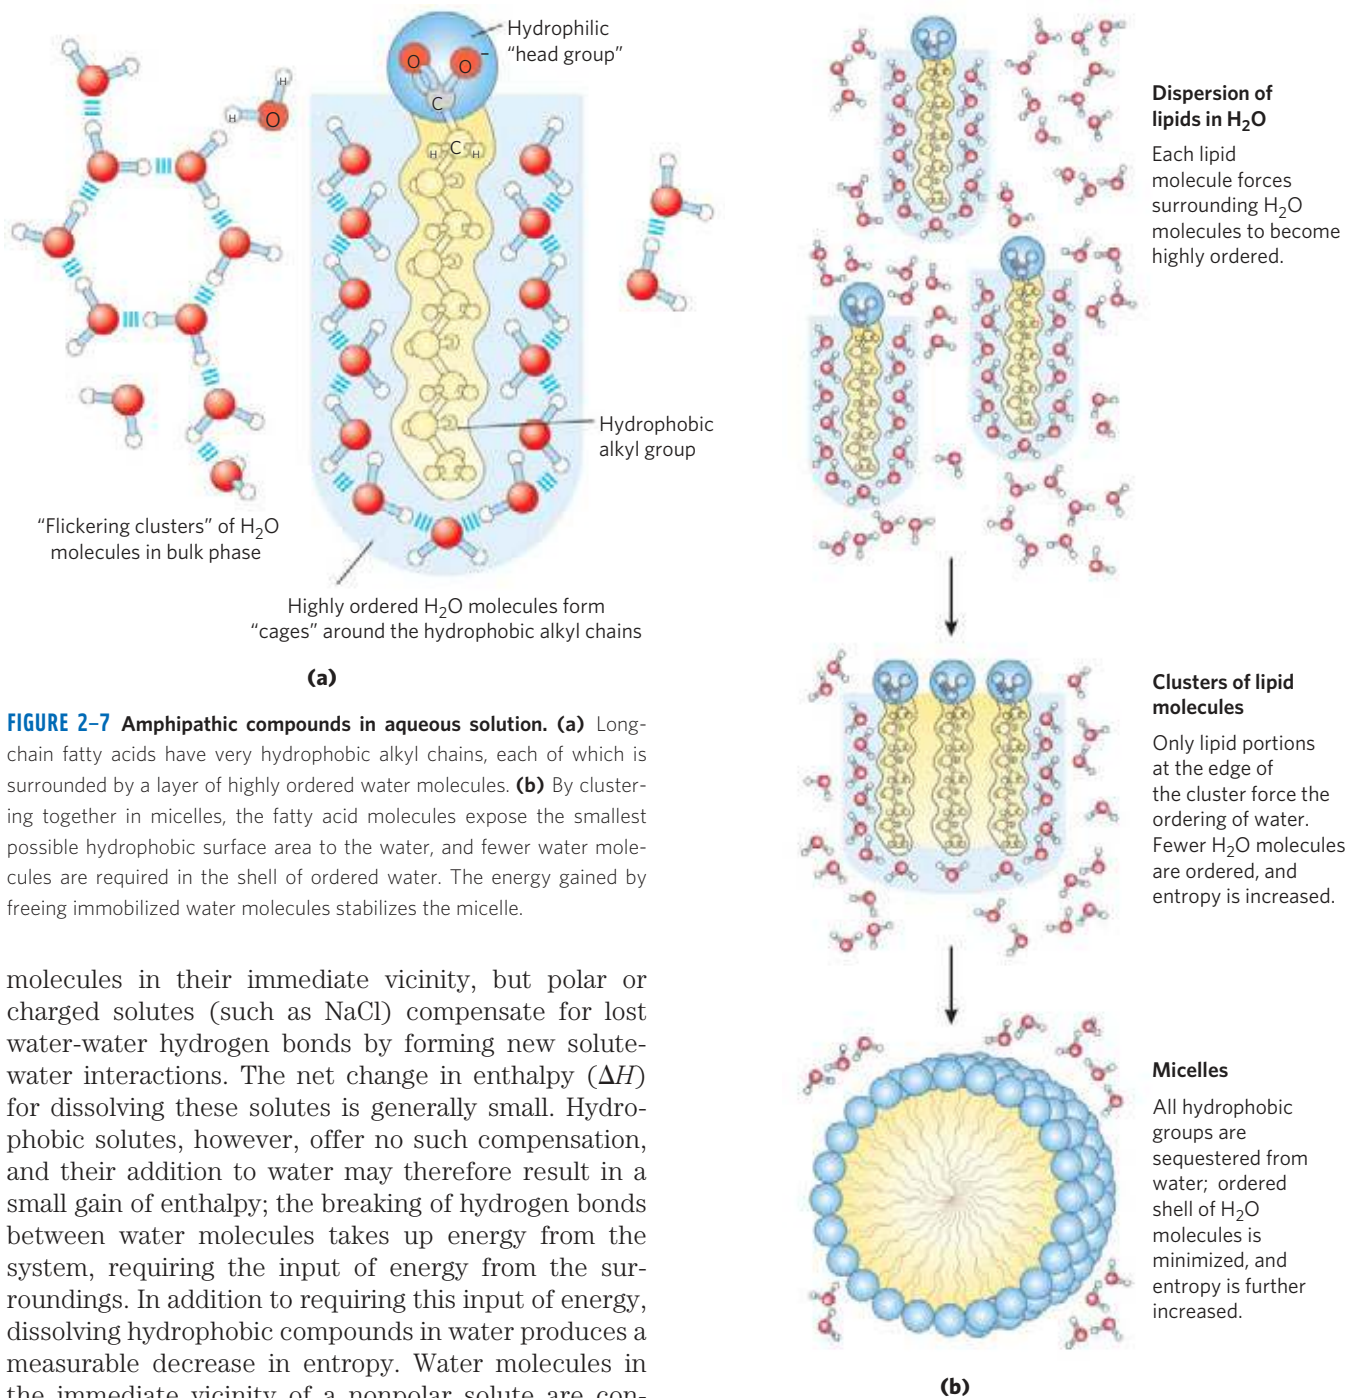 Hydrophilic
“head group”
O
O
−
C
H
C
H
H
H
O
Hydrophobic
alkyl group
“Flickering clusters” of H₂O
molecules in bulk phase
Highly ordered H₂O molecules form
“cages” around the hydrophobic alkyl chains
(a)
FIGURE 2–7 Amphipathic compounds in aqueous solution. (a) Long-
chain fatty acids have very hydrophobic alkyl chains, each of which is
surrounded by a layer of highly ordered water molecules. (b) By cluster-
ing together in micelles, the fatty acid molecules expose the smallest
possible hydrophobic surface area to the water, and fewer water mole-
cules are required in the shell of ordered water. The energy gained by
freeing immobilized water molecules stabilizes the micelle.
molecules in their immediate vicinity, but polar or
charged solutes (such as NaCl) compensate for lost
water-water hydrogen bonds by forming new solute-
water interactions. The net change in enthalpy (ΔH)
for dissolving these solutes is generally small. Hydro-
phobic solutes, however, offer no such compensation,
and their addition to water may therefore result in a
small gain of enthalpy; the breaking of hydrogen bonds
between water molecules takes up energy from the
system, requiring the input of energy from the sur-
roundings. In addition to requiring this input of energy,
dissolving hydrophobic compounds in water produces a
measurable decrease in entropy. Water molecules in
the immediate vicinity of a nonpolar solute are con-
Dispersion of
lipids in H₂O
Each lipid
molecule forces
surrounding H₂O
molecules to become
highly ordered.
Clusters of lipid
molecules
Only lipid portions
at the edge of
the cluster force the
ordering of water.
Fewer H₂O molecules
are ordered, and
entropy is increased.
Micelles
All hydrophobic
groups are
sequestered from
water; ordered
shell of H₂O
molecules is
minimized, and
entropy is further
increased.
(b)